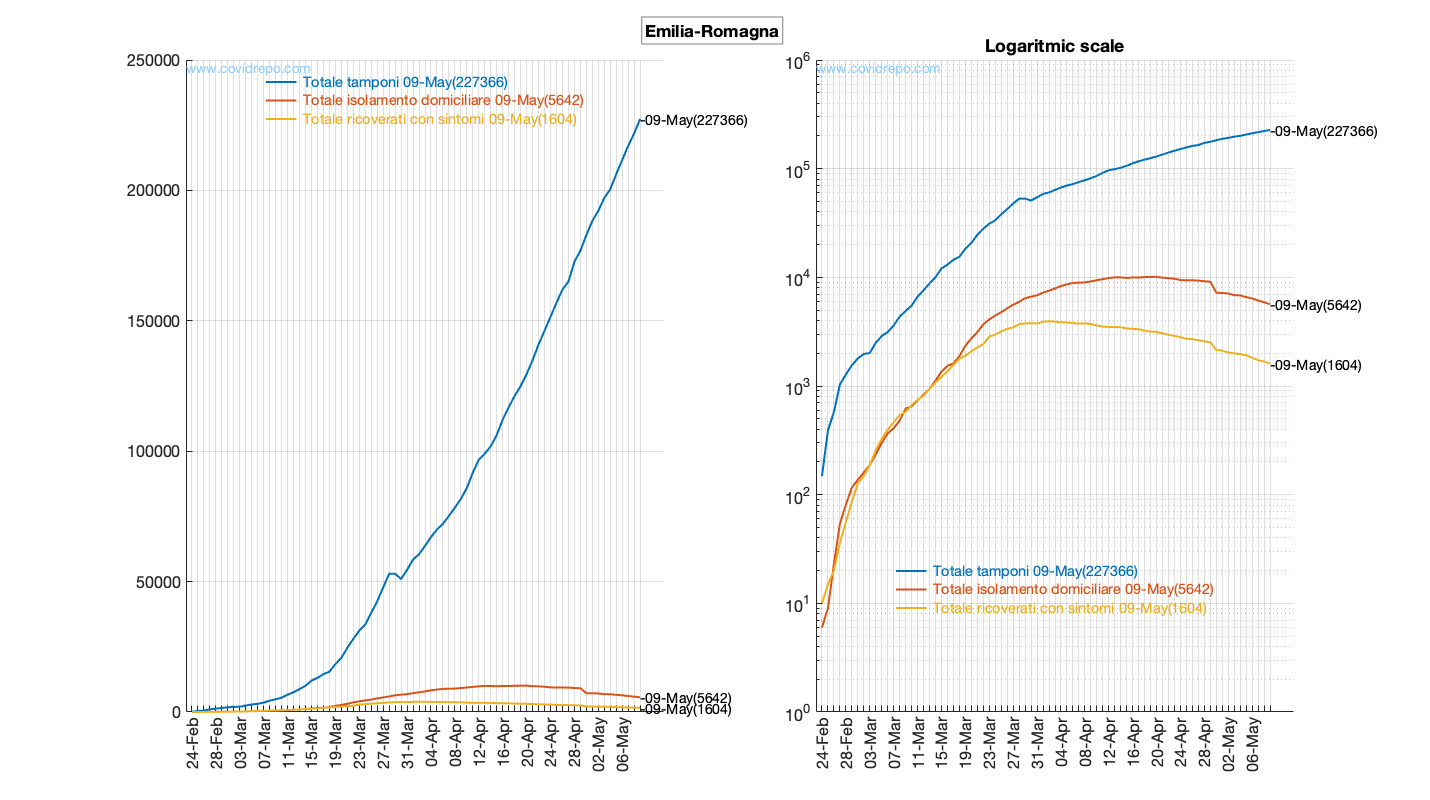 Emilia-Romagna
250000
200000
150000
100000
50000
0
www.covidrepo.com
Totale tamponi 09-May(227366)
Totale isolamento domiciliare 09-May(5642)
Totale ricoverati con sintomi 09-May(1604)
-09-May(227366)
-09-May(5642)
-09-May(1604)
24-Feb
28-Feb
03-Mar
07-Mar
11-Mar
15-Mar
19-Mar
23-Mar
27-Mar
31-Mar
04-Apr
08-Apr
12-Apr
16-Apr
20-Apr
24-Apr
28-Apr
02-May
06-May
Logaritmic scale
10^6
10^5
10^4
10^3
10^2
10^1
10^0
www.covidrepo.com
-09-May(227366)
-09-May(5642)
-09-May(1604)
Totale tamponi 09-May(227366)
Totale isolamento domiciliare 09-May(5642)
Totale ricoverati con sintomi 09-May(1604)
24-Feb
28-Feb
03-Mar
07-Mar
11-Mar
15-Mar
19-Mar
23-Mar
27-Mar
31-Mar
04-Apr
08-Apr
12-Apr
16-Apr
20-Apr
24-Apr
28-Apr
02-May
06-May